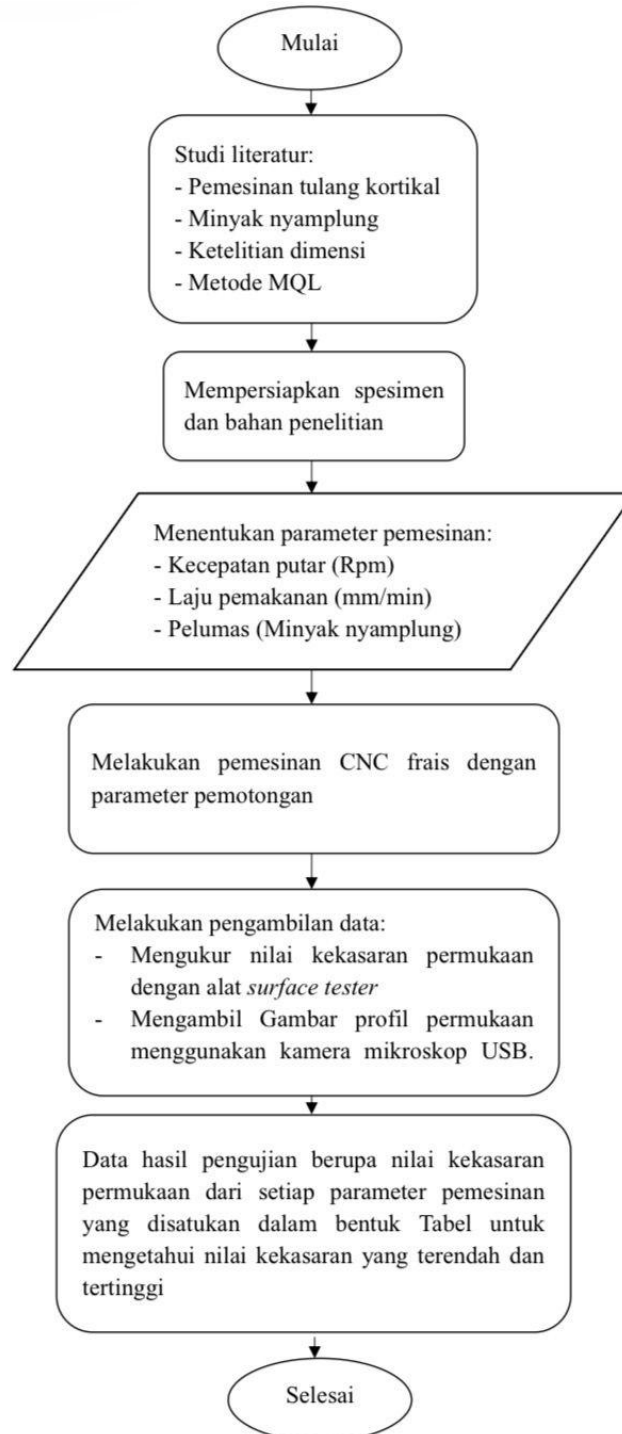 Mulai
Studi literatur:
- Pemesinan tulang kortikal
- Minyak nyamplung
- Ketelitian dimensi
- Metode MQL
Mempersiapkan spesimen
dan bahan penelitian
Menentukan parameter pemesinan:
- Kecepatan putar (Rpm)
- Laju pemakanan (mm/min)
- Pelumas (Minyak nyamplung)
Melakukan pemesinan CNC frais dengan
parameter pemotongan
Melakukan pengambilan data:
- Mengukur nilai kekasaran permukaan
dengan alat surface tester
- Mengambil Gambar profil permukaan
menggunakan kamera mikroskop USB.
Data hasil pengujian berupa nilai kekasaran
permukaan dari setiap parameter pemesinan
yang disatukan dalam bentuk Tabel untuk
mengetahui nilai kekasaran yang terendah dan
tertinggi
Selesai